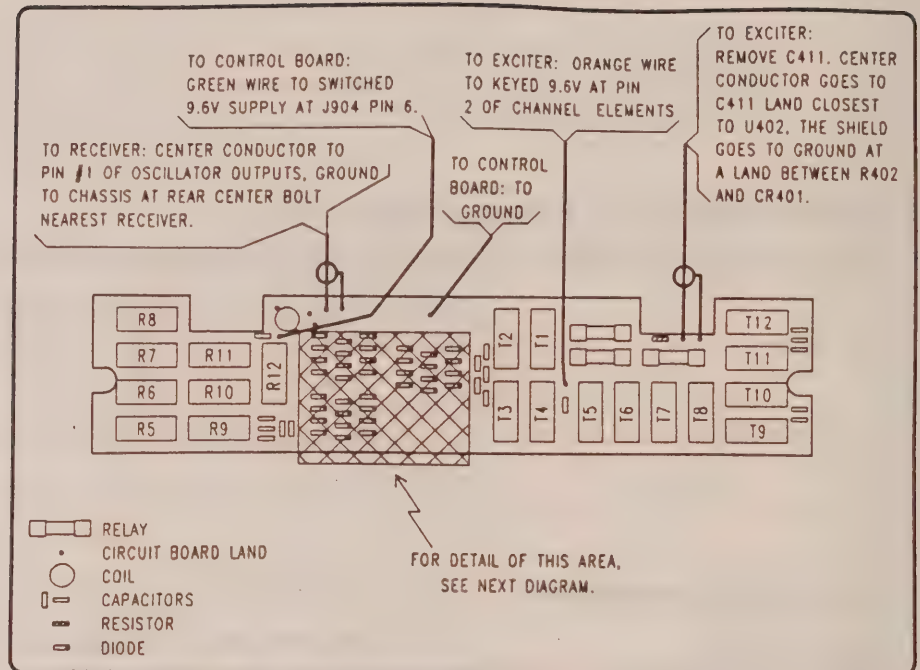 TO CONTROL BOARD:
GREEN WIRE TO SWITCHED
9.6V SUPPLY AT J904 PIN 6.
TO EXCITER: ORANGE WIRE
TO KEYED 9.6V AT PIN
2 OF CHANNEL ELEMENTS
TO EXCITER:
REMOVE C411. CENTER
CONDUCTOR GOES TO
C411 LAND CLOSEST
TO U402, THE SHIELD
GOES TO GROUND AT
A LAND BETWEEN R402
AND CR401.
TO RECEIVER: CENTER CONDUCTOR TO
PIN #1 OF OSCILLATOR OUTPUTS, GROUND
TO CHASSIS AT REAR CENTER BOLT
NEAREST RECEIVER.
TO CONTROL
BOARD: TO
GROUND
R8
R7
R6
R5
R11
R10
R9
R12
T2
T1
T3
T4
T5
T6
T7
T8
T12
T11
T10
T9
RELAY
CIRCUIT BOARD LAND
COIL
CAPACITORS
RESISTOR
DIODE
FOR DETAIL OF THIS AREA,
SEE NEXT DIAGRAM.